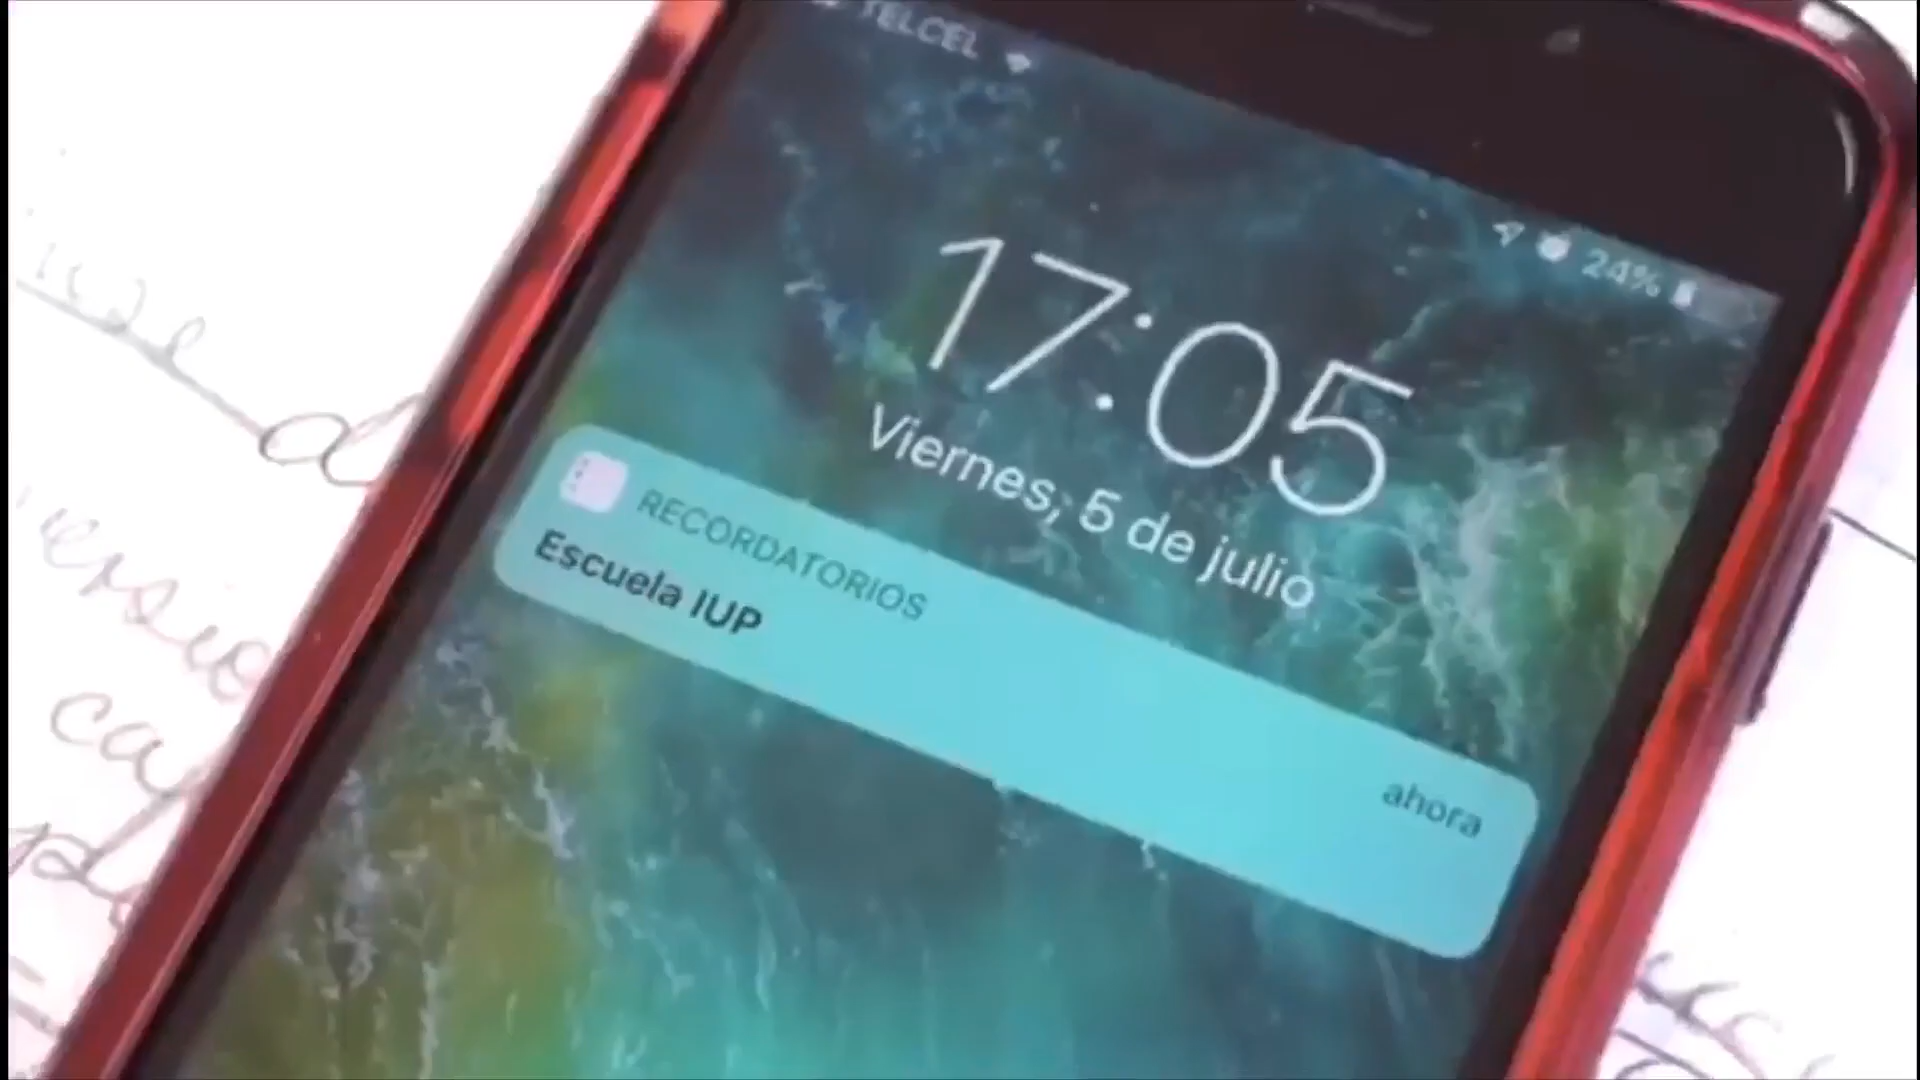 TELCEL
24%
17:05
Viernes, 5 de julio
RECORDATORIOS
ahora
Escuela IUP